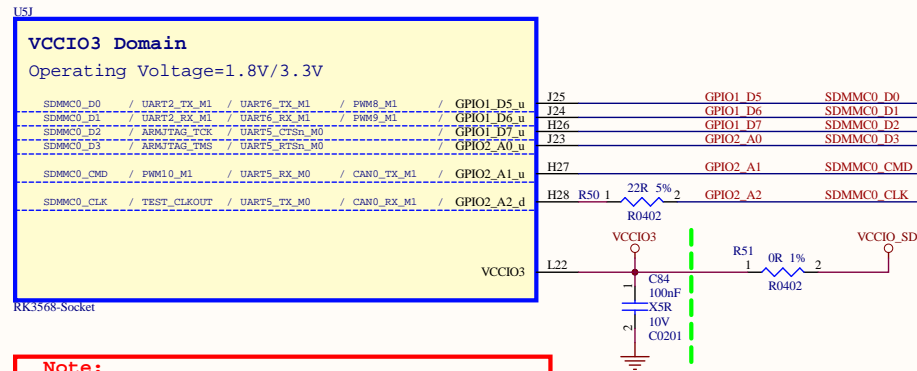 U5J
VCCIO3 Domain
Operating Voltage=1.8V/3.3V
SDMMC0_D0 / UART2_TX_M1 / UART6_TX_M1 / PWM8_M1 / GPIO1_D5_u J25 GPIO1_D5 SDMMC0_D0
SDMMC0_D1 / UART2_RX_M1 / UART6_RX_M1 / PWM9_M1 / GPIO1_D6_u J24 GPIO1_D6 SDMMC0_D1
SDMMC0_D2 / ARMJTAG_TCK / UART5_CTSn_M0 / GPIO1_D7_u H26 GPIO1_D7 SDMMC0_D2
SDMMC0_D3 / ARMJTAG_TMS / UART5_RTSn_M0 / GPIO2_A0_u J23 GPIO2_A0 SDMMC0_D3
SDMMC0_CMD / PWM10_M1 / UART5_RX_M0 / CAN0_TX_M1 / GPIO2_A1_u H27 GPIO2_A1 SDMMC0_CMD
SDMMC0_CLK / TEST_CLKOUT / UART5_TX_M0 / CAN0_RX_M1 / GPIO2_A2_d H28 R50 1 22R 5% 2 GPIO2_A2 SDMMC0_CLK
R0402
VCCIO3 VCCIO_SD
R51
VCCIO3 L22 1 0R 1% 2
R0402
1 C84
100nF
X5R
2 10V
C0201
RK3568-Socket
Note: